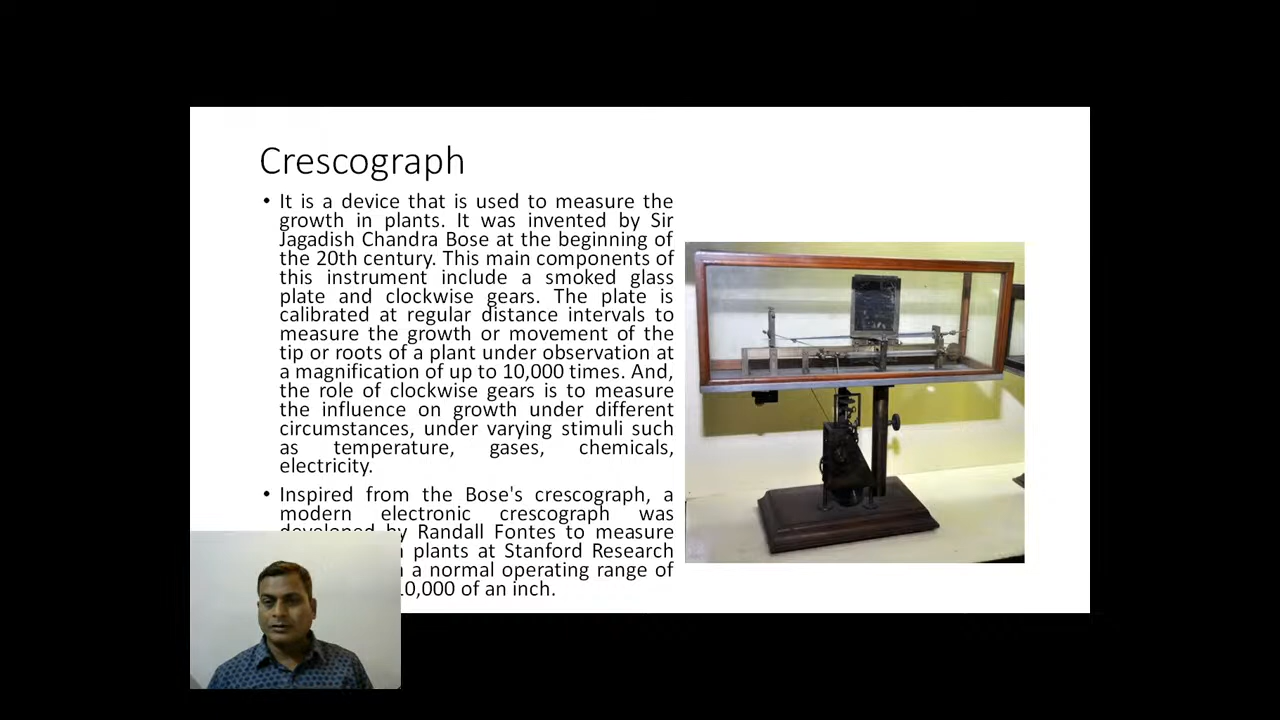 Crescograph
• It is a device that is used to measure the
growth in plants. It was invented by Sir
Jagadish Chandra Bose at the beginning of
the 20th century. This main components of
this instrument include a smoked glass
plate and clockwise gears. The plate is
calibrated at regular distance intervals to
measure the growth or movement of the
tip or roots of a plant under observation at
a magnification of up to 10,000 times. And,
the role of clockwise gears is to measure
the influence on growth under different
circumstances, under varying stimuli such
as temperature, gases, chemicals,
electricity.
• Inspired from the Bose's crescograph, a
modern electronic crescograph was
developed by Randall Fontes to measure
plants at Stanford Research
a normal operating range of
of an inch.